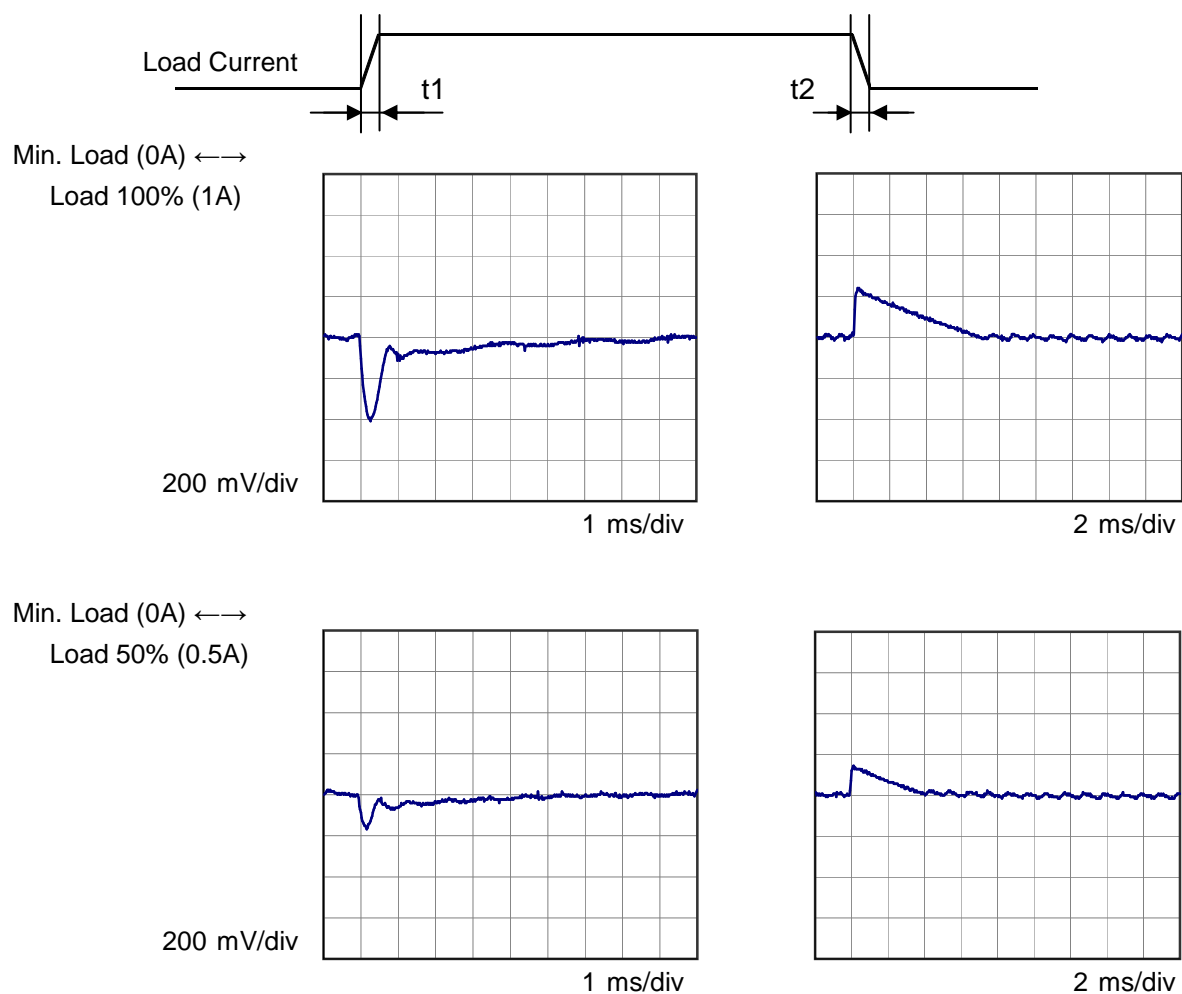 Load Current
t1
t2
Min. Load (0A) ←→
Load 100% (1A)
200 mV/div
1 ms/div
2 ms/div
Min. Load (0A) ←→
Load 50% (0.5A)
200 mV/div
1 ms/div
2 ms/div